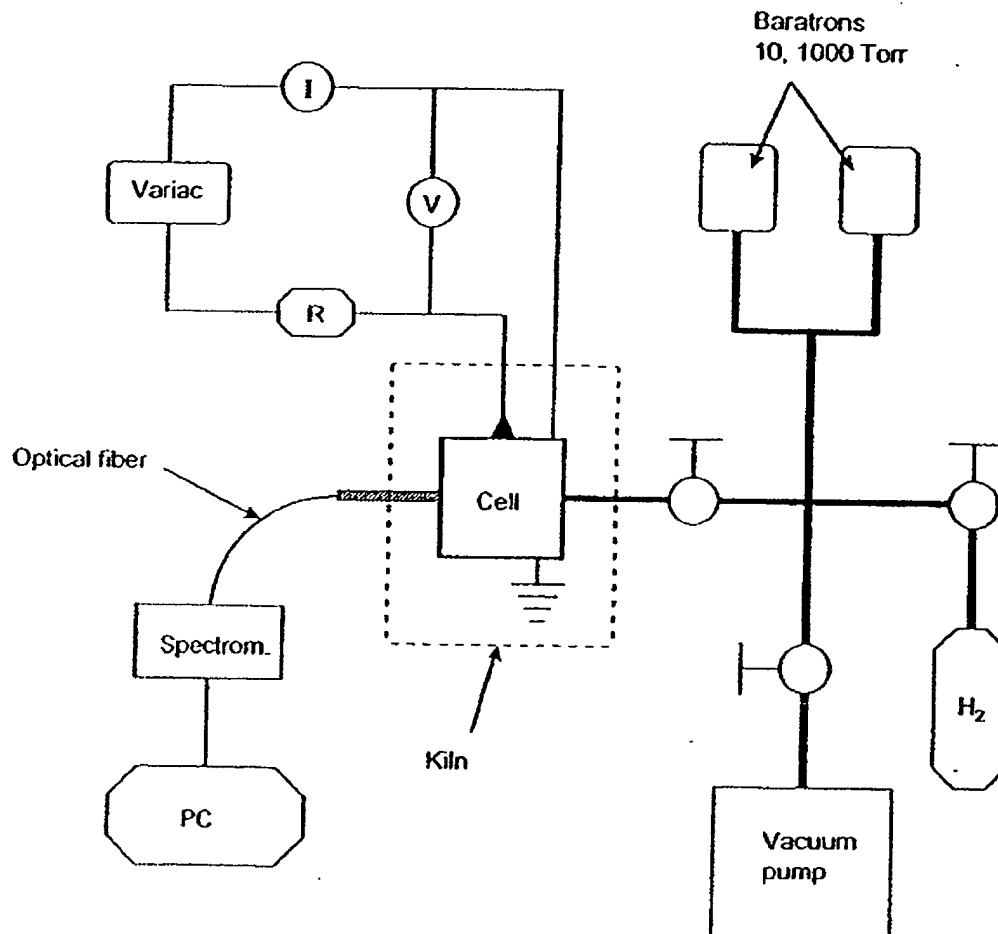 Baratrons
10, 1000 Torr
I
Variac
V
R
Optical fiber
Cell
Spectrom.
H₂
Kiln
PC
Vacuum
pump